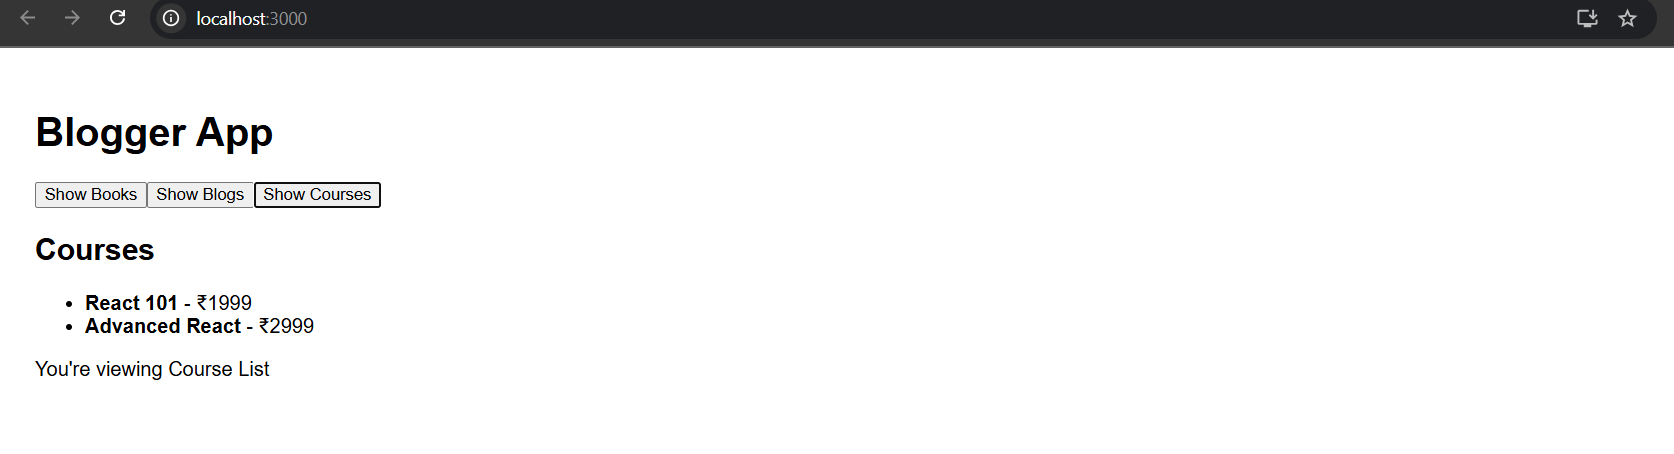 localhost:3000
Blogger App
Show Books Show Blogs Show Courses
Courses
• React 101 - ₹1999
• Advanced React - ₹2999
You're viewing Course List